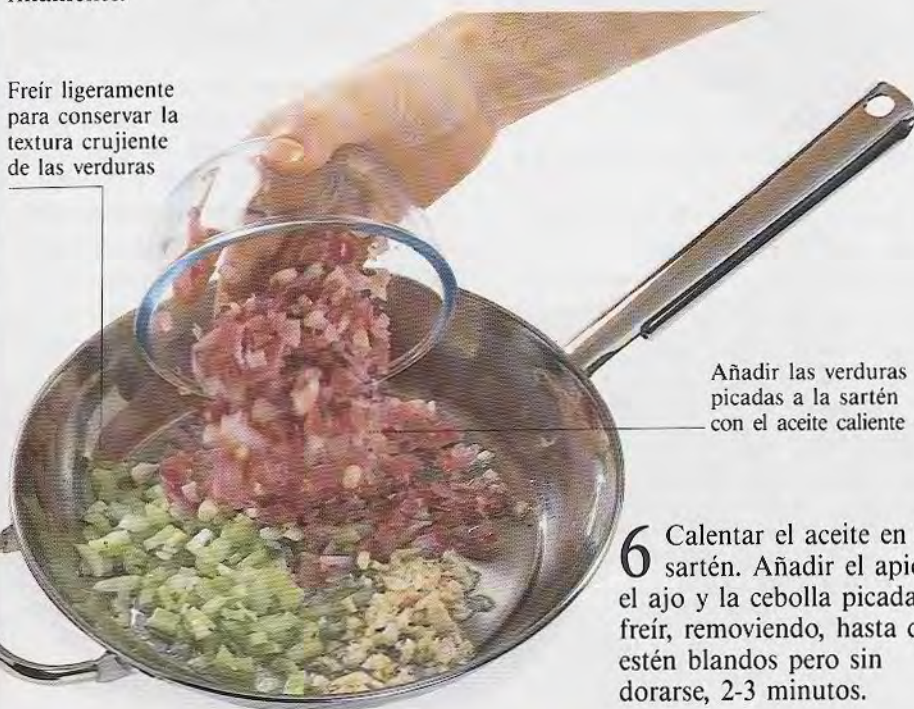 Freír ligeramente
para conservar la
textura crujiente
de las verduras
Añadir las verduras
picadas a la sartén
con el aceite caliente
6 Calentar el aceite en
sartén. Añadir el
el ajo y la cebolla
freír, removiendo, hasta
estén blandos pero sin
dorarse, 2-3 minutos.